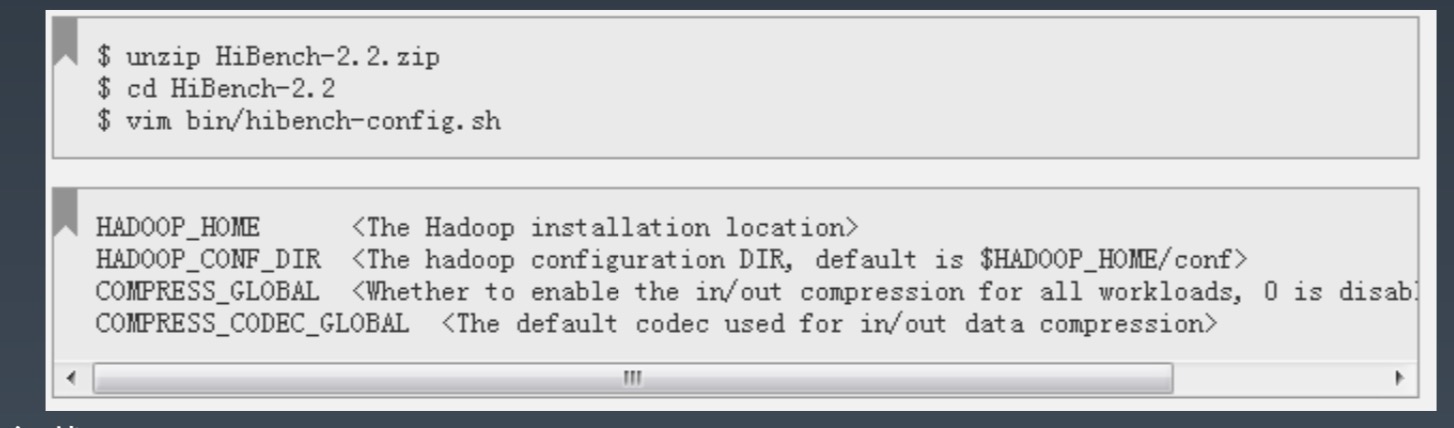 $ unzip HiBench-2.2.zip
$ cd HiBench-2.2
$ vim bin/hibench-config.sh
HADOOP_HOME <The Hadoop installation location>
HADOOP_CONF_DIR <The hadoop configuration DIR, default is $HADOOP_HOME/conf>
COMPRESS_GLOBAL <Whether to enable the in/out compression for all workloads, 0 is disabl
COMPRESS_CODEC_GLOBAL <The default codec used for in/out data compression>